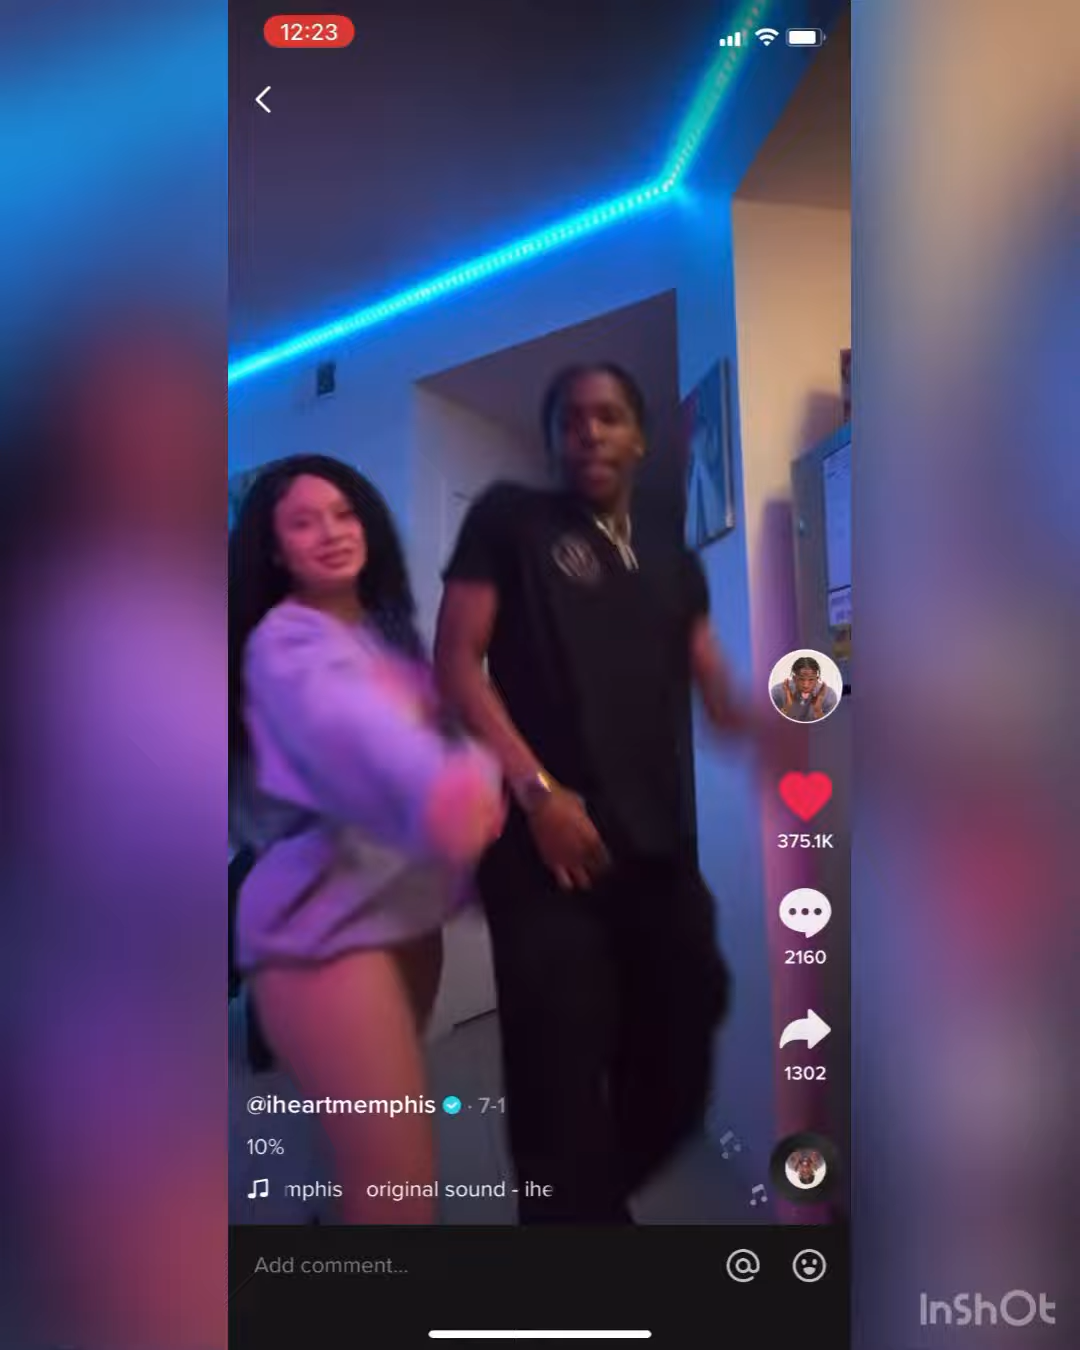 12:23
375.1K
2160
1302
@iheartmemphis · 7-1
10%
mphis original sound - ihe
Add comment...
InShOt